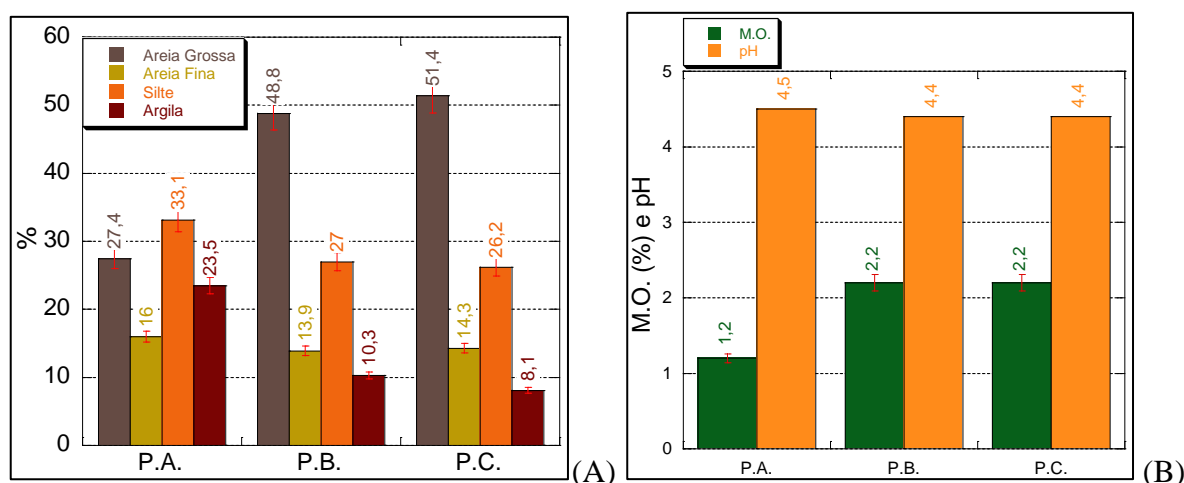 60
50
40
30
20
10
0
%
Areia Grossa
Areia Fina
Silte
Argila
27,4
16
33,1
23,5
48,8
13,9
27
10,3
51,4
14,3
26,2
8,1
P.A.
P.B.
P.C.
(A)
M.O.
pH
5
4
3
2
1
0
M.O. (%) e pH
1,2
4,5
2,2
4,4
2,2
4,4
P.A.
P.B.
P.C.
(B)